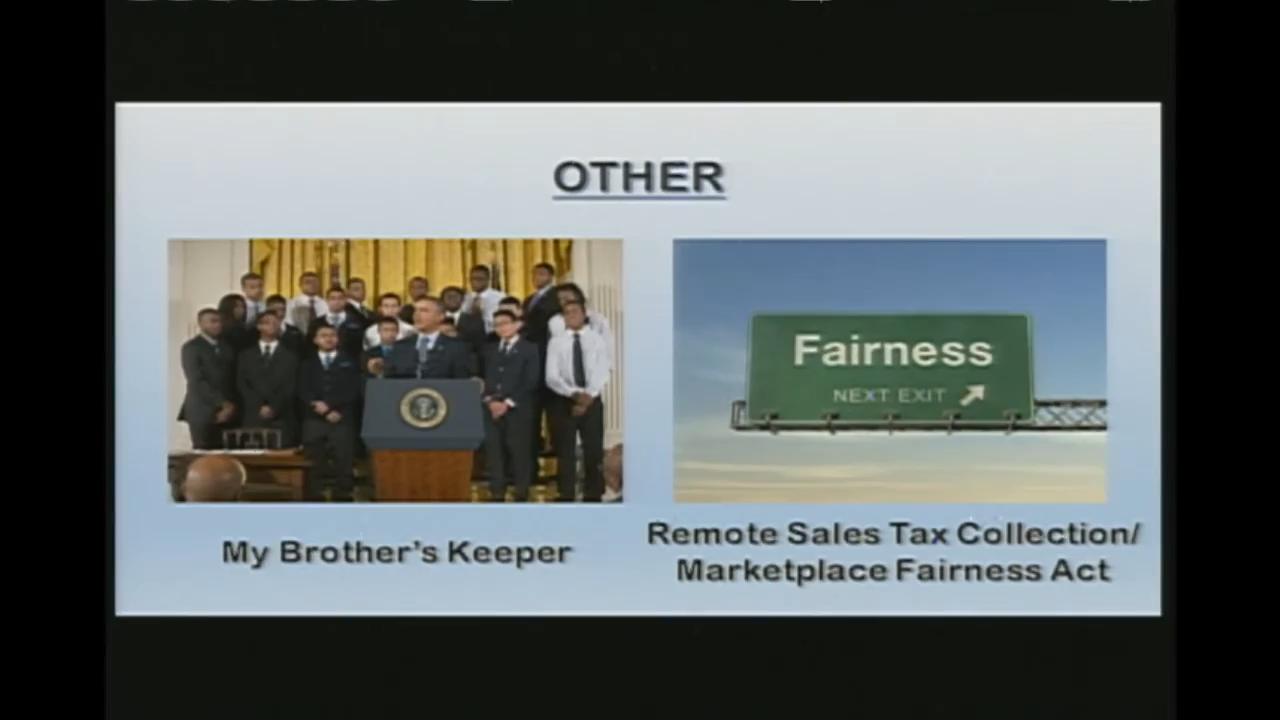 OTHER
Fairness
NEXT EXIT
My Brother's Keeper
Remote Sales Tax Collection/
Marketplace Fairness Act